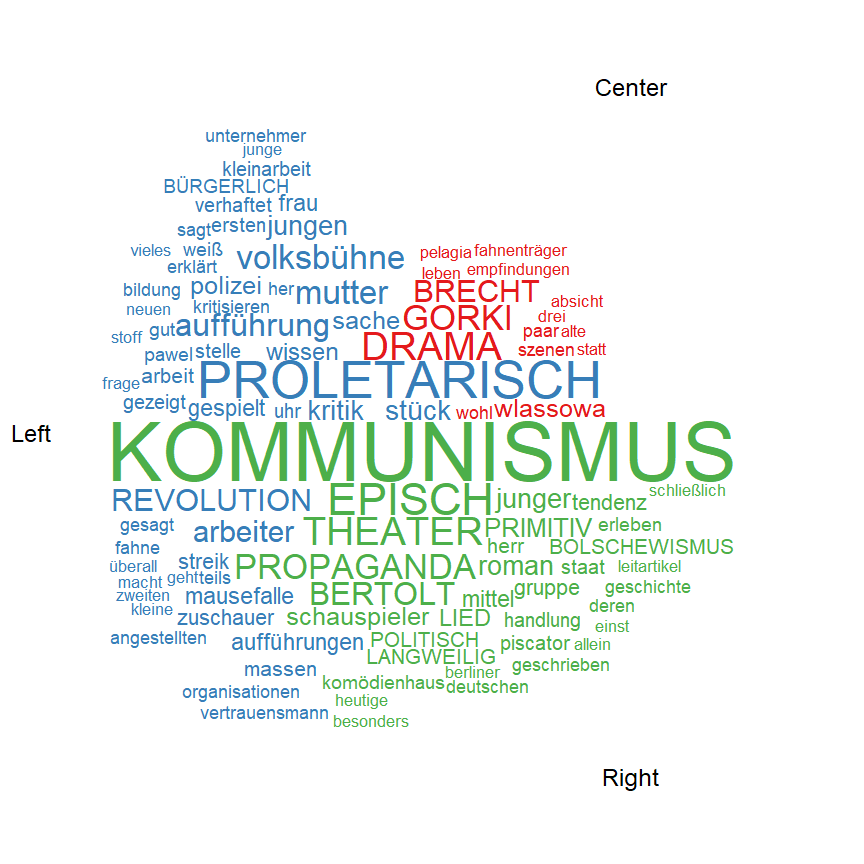 Center
unternehmer
junge
kleinarbeit
BÜRGERLICH
verhaftet frau
sagt ersten jungen
vieles weiß volksbühne pelagia fahnenträger
erklärt leben empfindungen
bildung polizei her mutter BRECHT absicht
neuen kritisieren GORKI drei
stoff gut aufführung sache paar alte
pawel stelle wissen DRAMA szenen statt
frage arbeit PROLETARISCH
gezeigt gespielt uhr kritik stück wohl wlassowa
Left KOMMUNISMUS
REVOLUTION EPISCH junger tendenz schließlich
gesagt arbeiter THEATER PRIMITIV erleben
fahne herr BOLSCHEWISMUS
überall streik PROPAGANDA roman staat leitartikel
macht geht teils
zweiten mausefalle BERTOLT mittel gruppe geschichte
kleine deren
zuschauer schauspieler LIED handlung einst
angestellten aufführungen POLITISCH piscator allein
LANGWEILIG
massen berliner geschrieben
organisationen komödienhaus deutschen
heutige
vertrauensmann besonders
Right